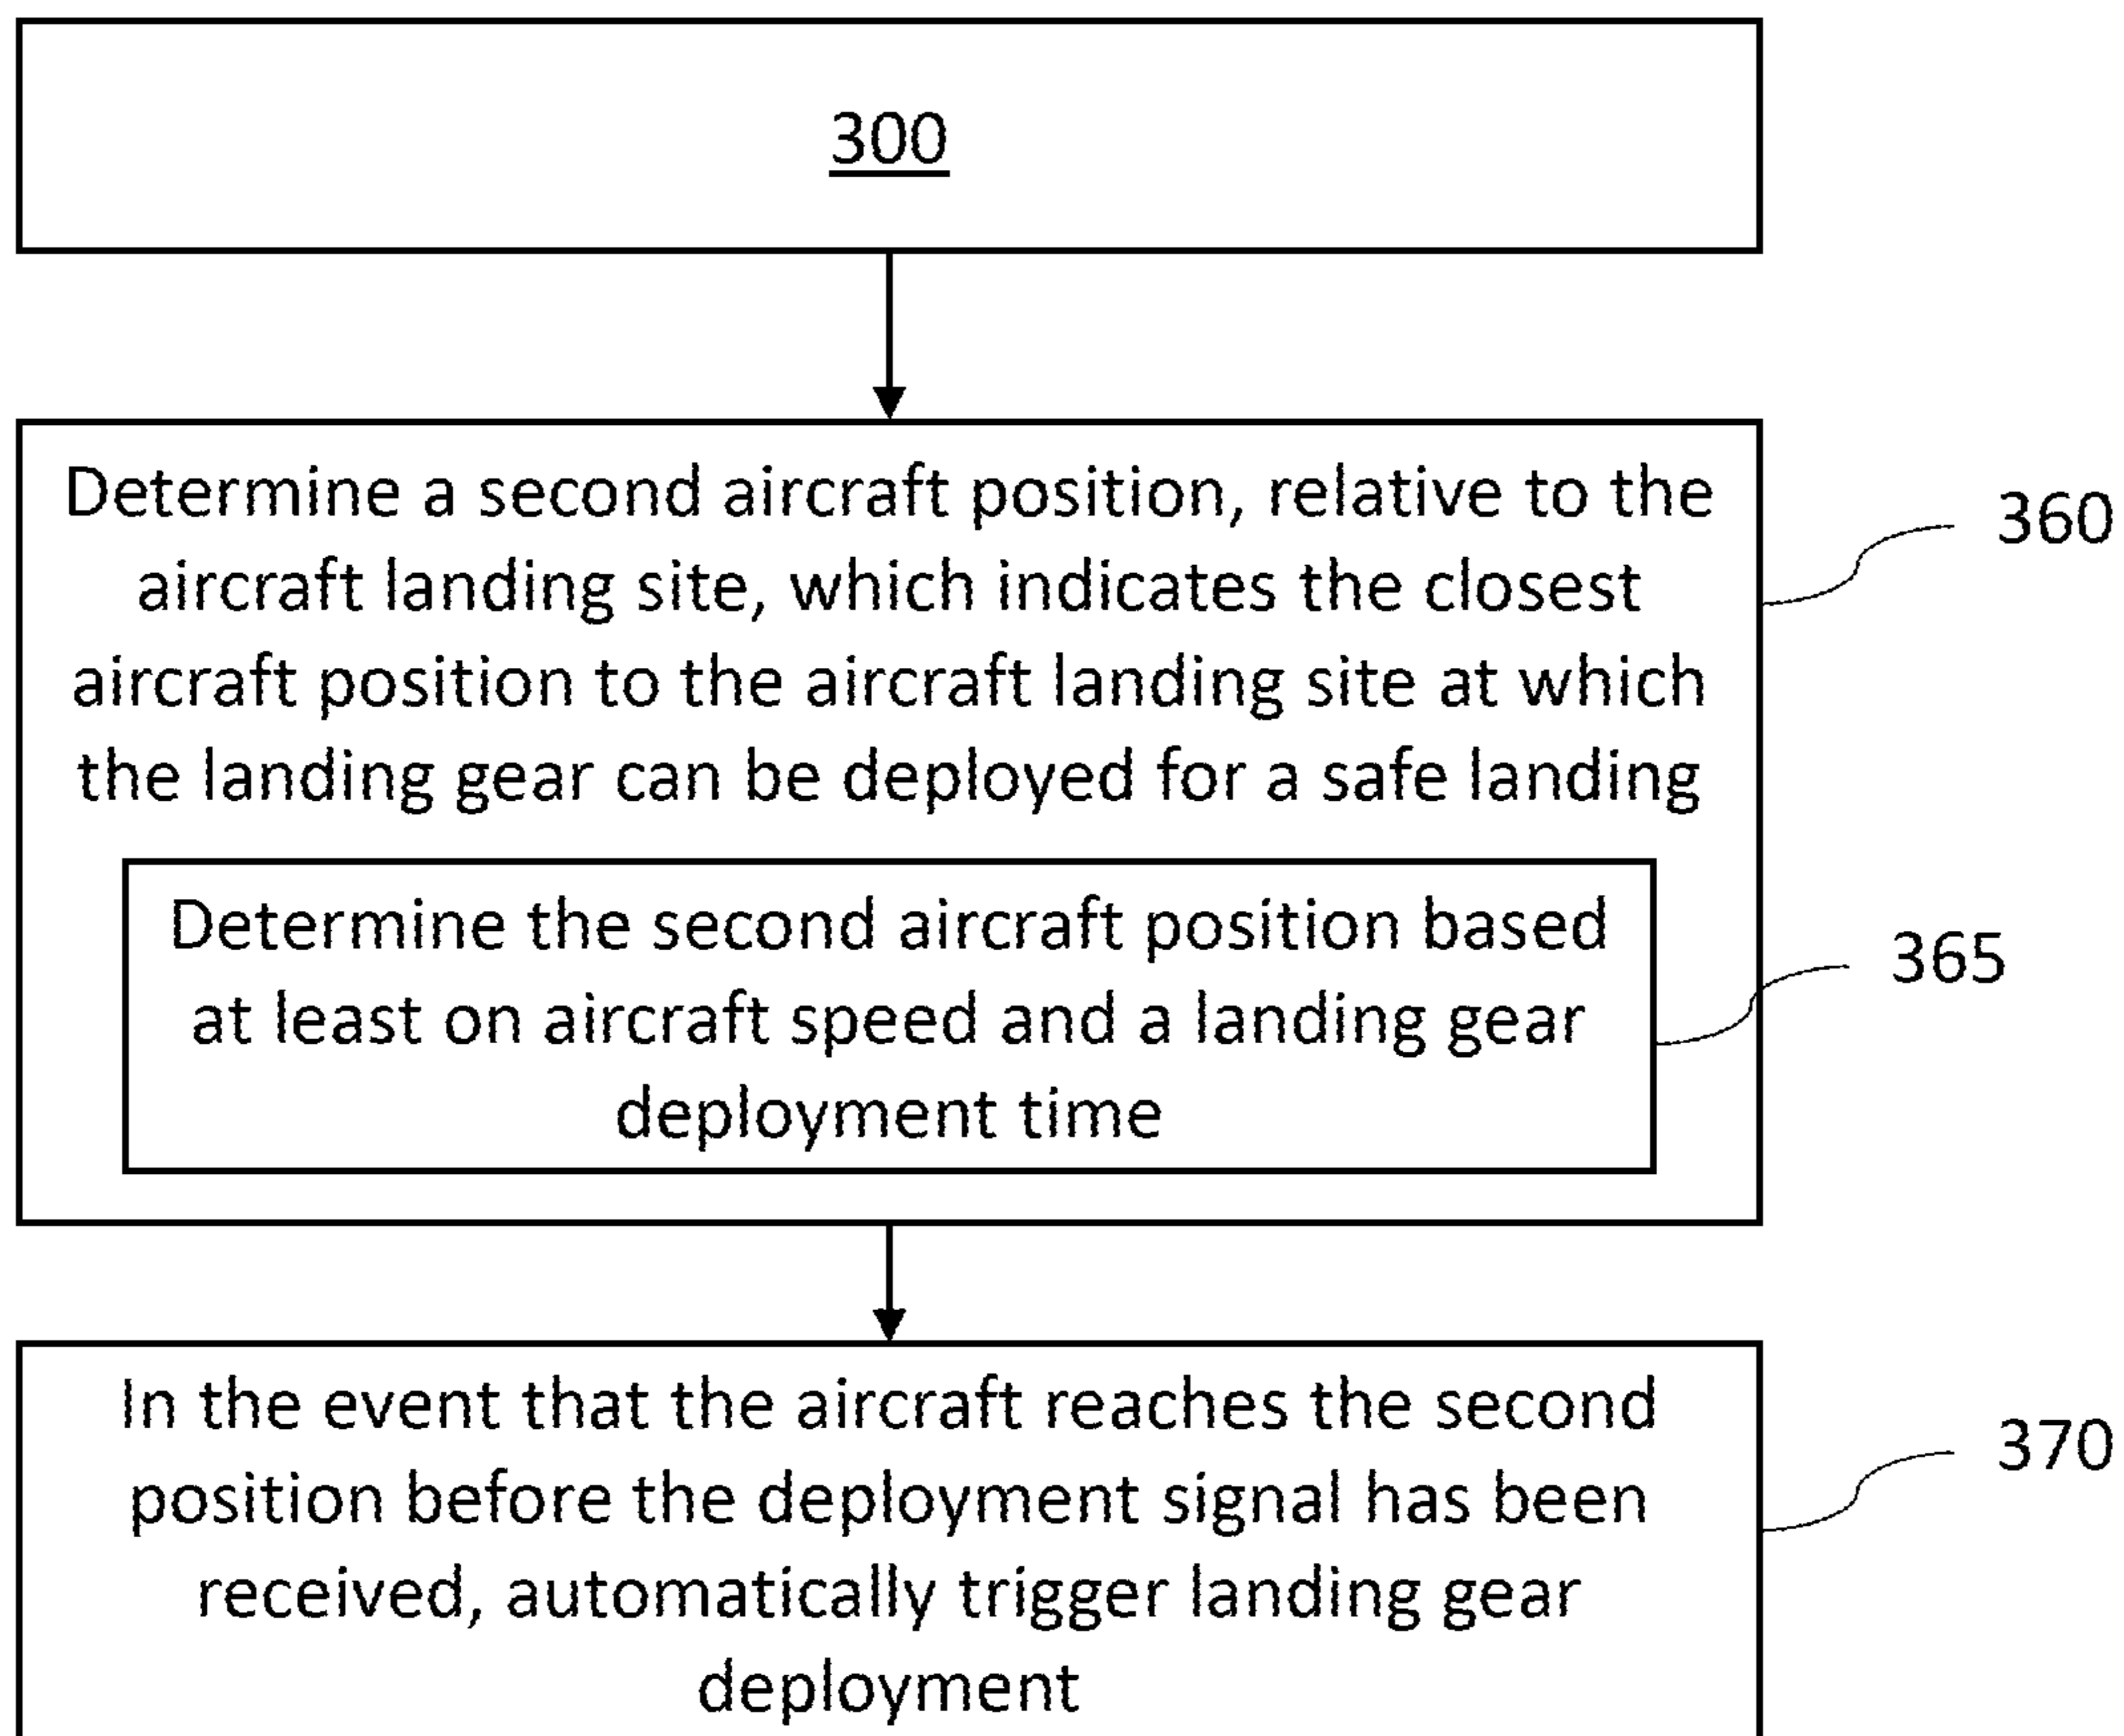 300
Determine a second aircraft position, relative to the
aircraft landing site, which indicates the closest
aircraft position to the aircraft landing site at which
the landing gear can be deployed for a safe landing
360
Determine the second aircraft position based
at least on aircraft speed and a landing gear
deployment time
365
In the event that the aircraft reaches the second
position before the deployment signal has been
received, automatically trigger landing gear
deployment
370